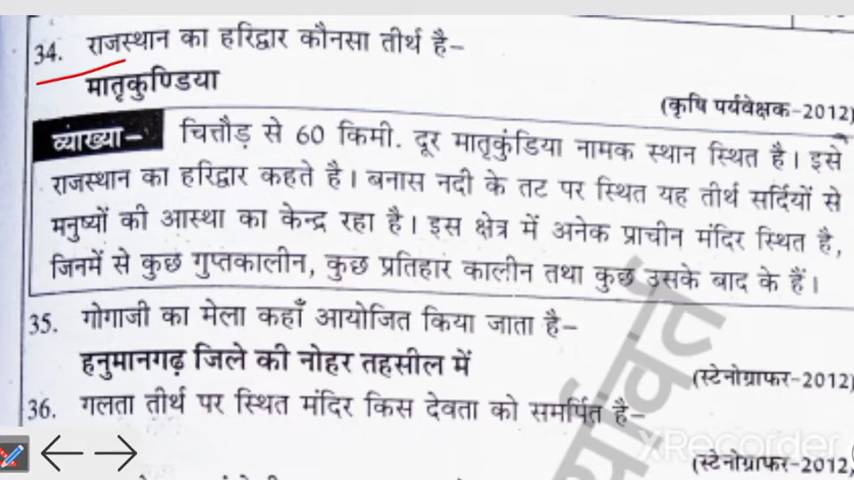 34. राजस्थान का हरिद्वार कौनसा तीर्थ है–
मातृकुण्डिया
(कृषि पर्यवेक्षक-2012)
व्याख्या– चित्तौड़ से 60 किमी. दूर मातृकुंडिया नामक स्थान स्थित है। इसे
राजस्थान का हरिद्वार कहते है। बनास नदी के तट पर स्थित यह तीर्थ सर्दियों से
मनुष्यों की आस्था का केन्द्र रहा है। इस क्षेत्र में अनेक प्राचीन मंदिर स्थित है,
जिनमें से कुछ गुप्तकालीन, कुछ प्रतिहार कालीन तथा कुछ उसके बाद के हैं।
35. गोगाजी का मेला कहाँ आयोजित किया जाता है–
हनुमानगढ़ जिले की नोहर तहसील में
(स्टेनोग्राफर-2012)
36. गलता तीर्थ पर स्थित मंदिर किस देवता को समर्पित है–
XRecorder
(स्टेनोग्राफर-2012)